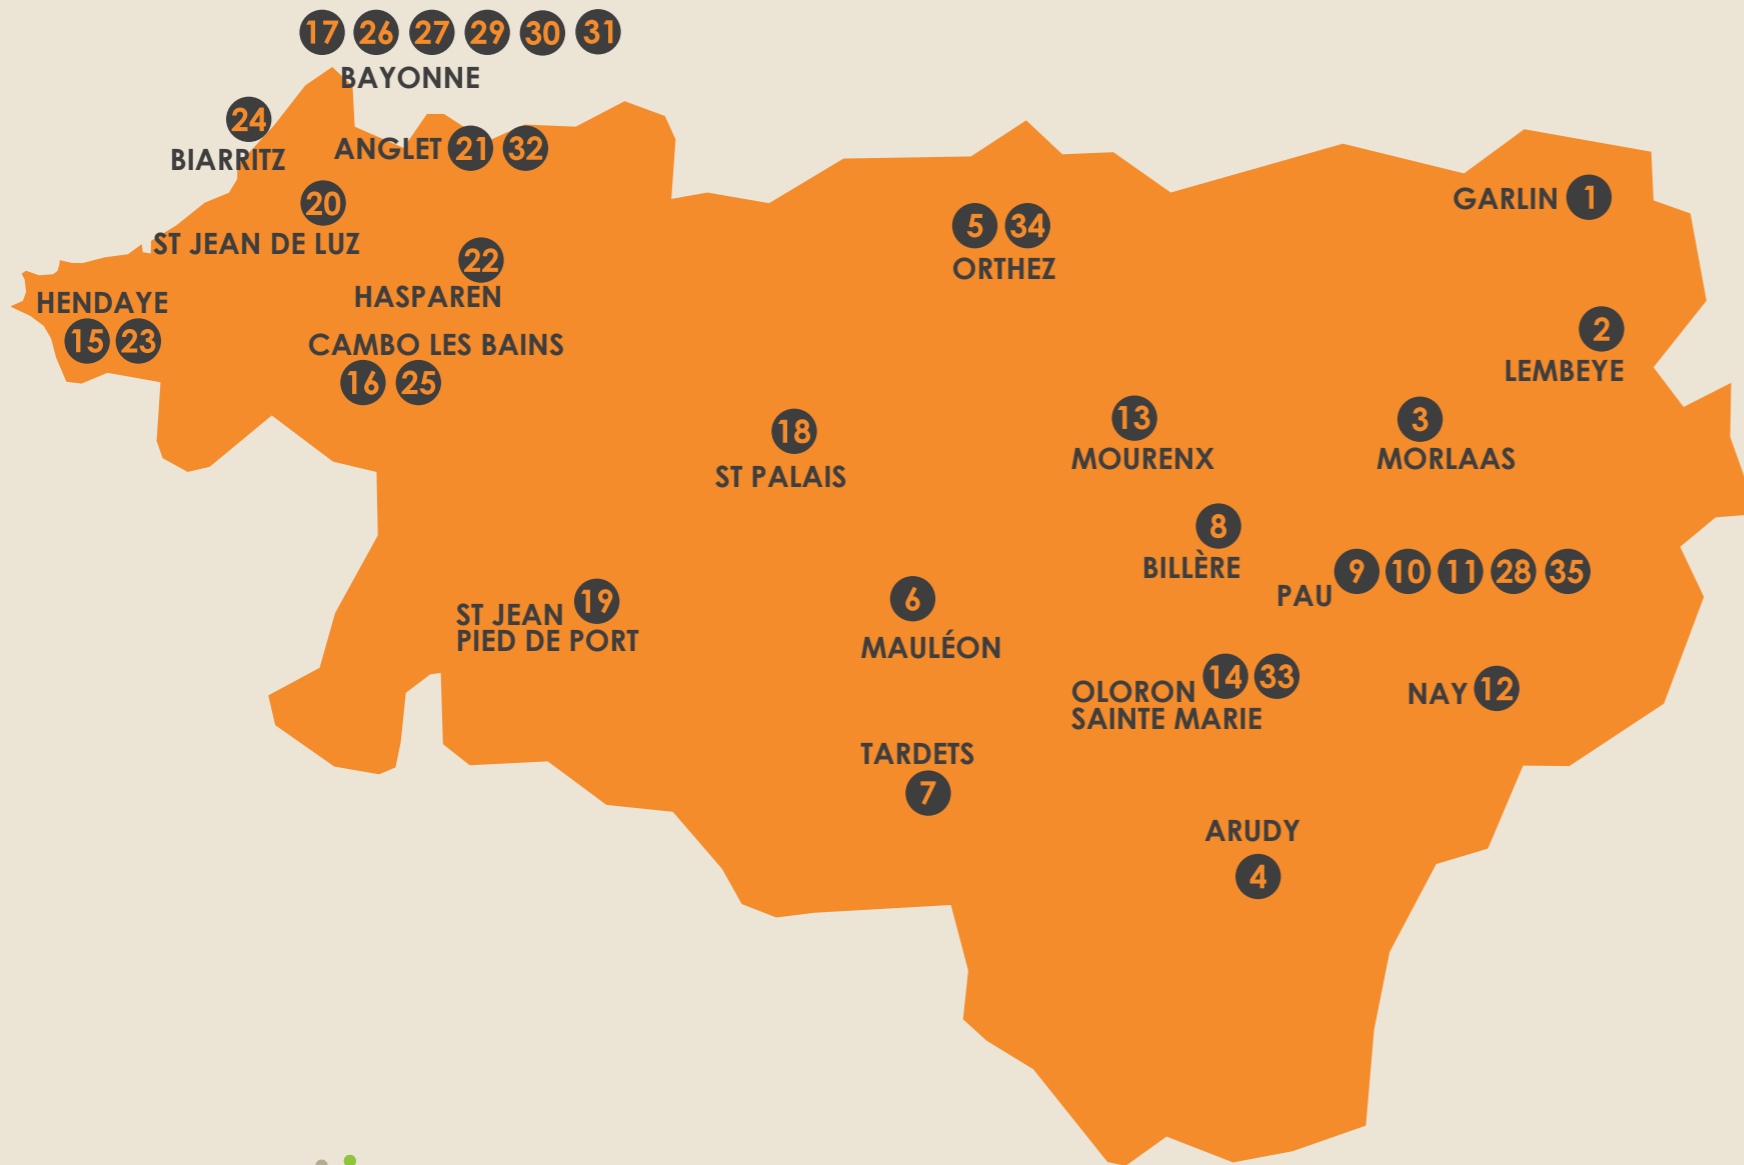 17 26 27 29 30 31
BAYONNE
24
BIARRITZ
ANGLET 21 32
20
ST JEAN DE LUZ
22
HASPAREN
HENDAYE
15 23
CAMBO LES BAINS
16 25
5 34
ORTHEZ
GARLIN 1
2
LEMBEYE
18
ST PALAIS
13
MOURENX
3
MORLAAS
8
BILLÈRE
PAU 9 10 11 28 35
ST JEAN 19
PIED DE PORT
6
MAULÉON
OLORON 14 33
SAINTE MARIE
NAY 12
TARDETS
7
ARUDY
4